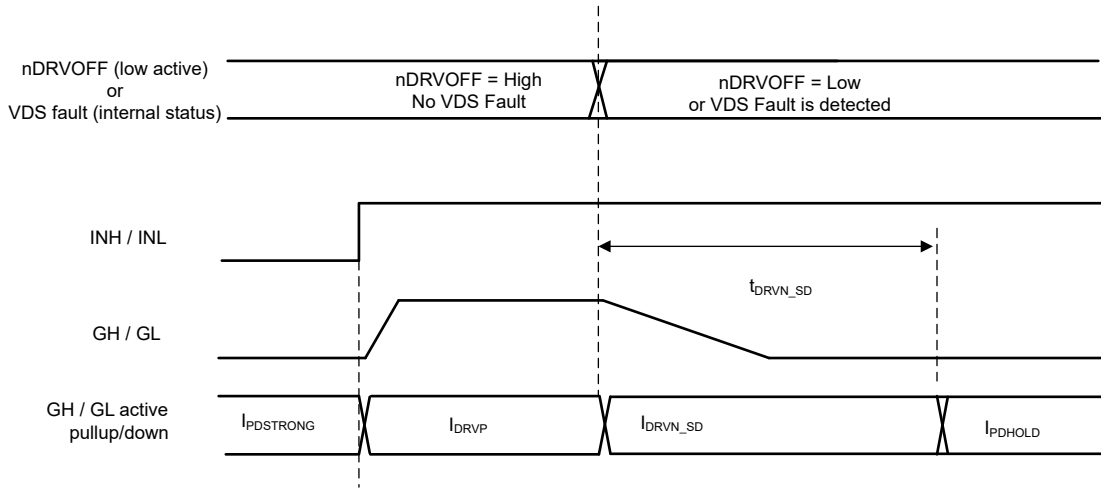 nDRVOFF (low active)
or
VDS fault (internal status)
nDRVOFF = High
No VDS Fault
nDRVOFF = Low
or VDS Fault is detected
INH / INL
tDRVN_SD
GH / GL
GH / GL active
pullup/down
IPDSTRONG
IDRVP
IDRVN_SD
IPDHOLD